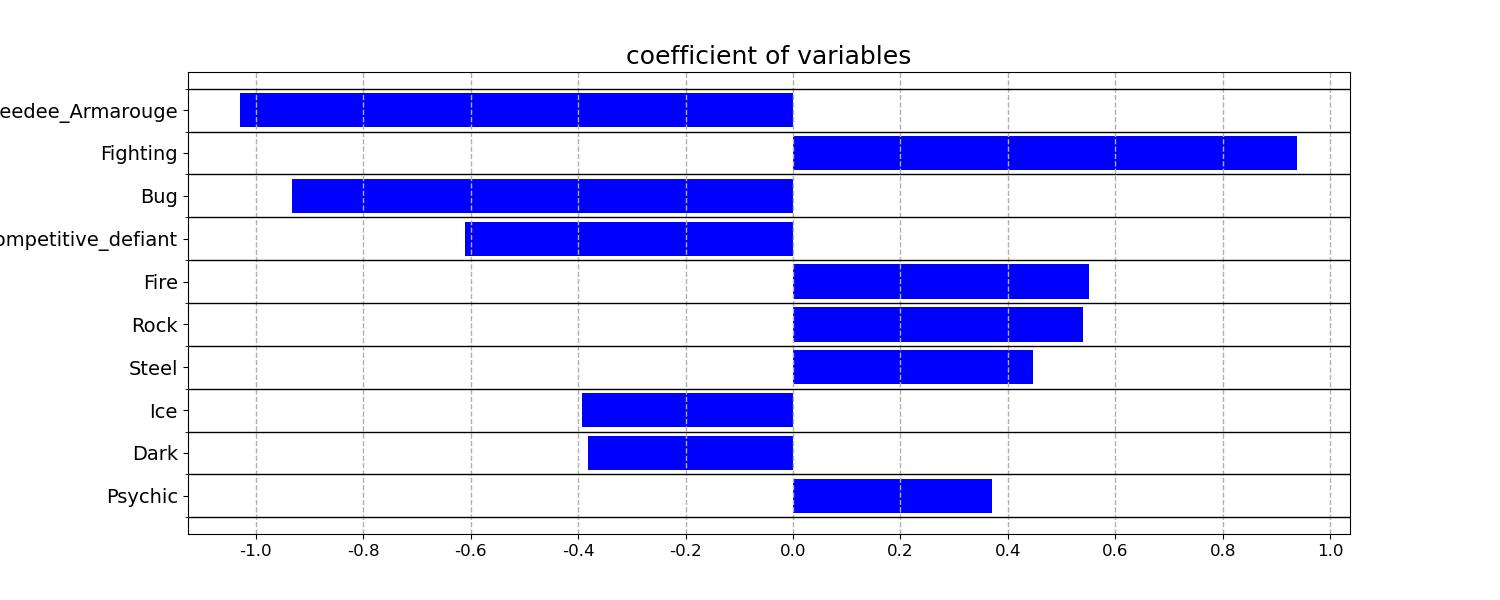 coefficient of variables
eedee_Armarouge
Fighting
Bug
ompetitive_defiant
Fire
Rock
Steel
Ice
Dark
Psychic
-1.0 -0.8 -0.6 -0.4 -0.2 0.0 0.2 0.4 0.6 0.8 1.0